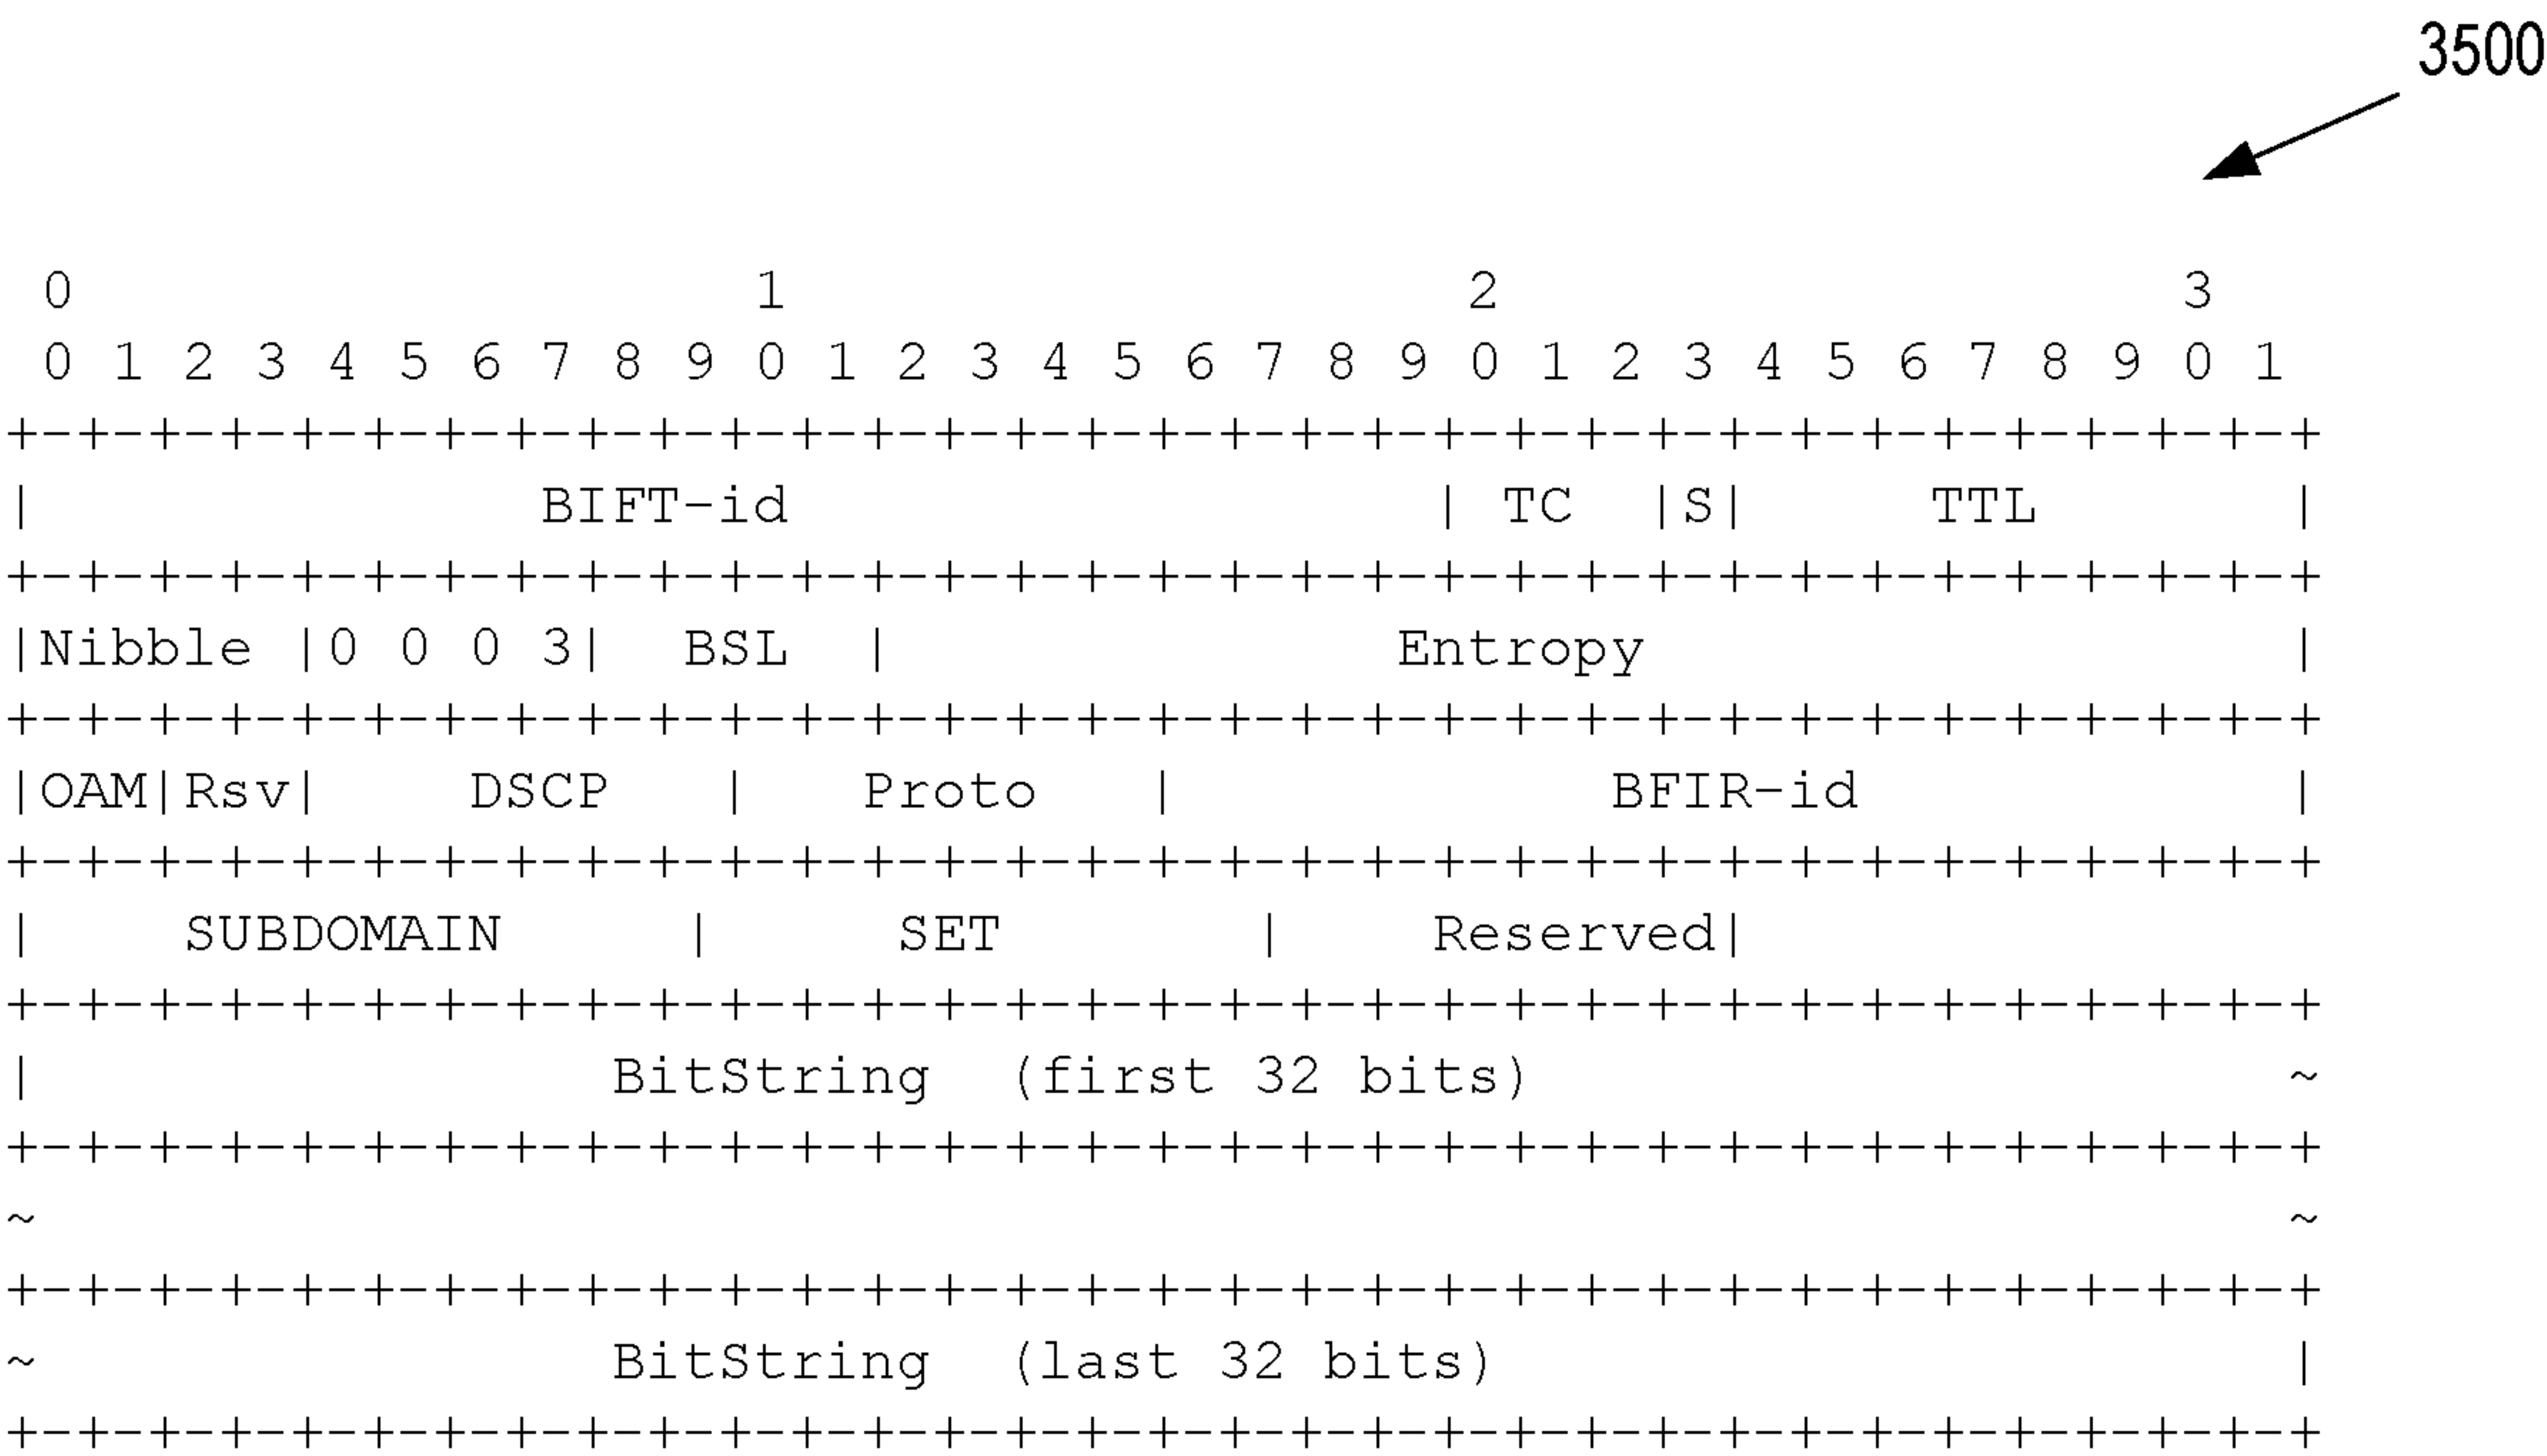 3500
 0                   1                   2                   3
 0 1 2 3 4 5 6 7 8 9 0 1 2 3 4 5 6 7 8 9 0 1 2 3 4 5 6 7 8 9 0 1
+-+-+-+-+-+-+-+-+-+-+-+-+-+-+-+-+-+-+-+-+-+-+-+-+-+-+-+-+-+-+-+-+
|              BIFT-id                  | TC  |S|     TTL       |
+-+-+-+-+-+-+-+-+-+-+-+-+-+-+-+-+-+-+-+-+-+-+-+-+-+-+-+-+-+-+-+-+
|Nibble |0 0 0 3|  BSL  |              Entropy                  |
+-+-+-+-+-+-+-+-+-+-+-+-+-+-+-+-+-+-+-+-+-+-+-+-+-+-+-+-+-+-+-+-+
|OAM|Rsv|    DSCP   |   Proto   |            BFIR-id            |
+-+-+-+-+-+-+-+-+-+-+-+-+-+-+-+-+-+-+-+-+-+-+-+-+-+-+-+-+-+-+-+-+
|    SUBDOMAIN     |     SET       |    Reserved|
+-+-+-+-+-+-+-+-+-+-+-+-+-+-+-+-+-+-+-+-+-+-+-+-+-+-+-+-+-+-+-+-+
|                BitString  (first 32 bits)                     ~
+-+-+-+-+-+-+-+-+-+-+-+-+-+-+-+-+-+-+-+-+-+-+-+-+-+-+-+-+-+-+-+-+
~                                                               ~
+-+-+-+-+-+-+-+-+-+-+-+-+-+-+-+-+-+-+-+-+-+-+-+-+-+-+-+-+-+-+-+-+
~                BitString  (last 32 bits)                      |
+-+-+-+-+-+-+-+-+-+-+-+-+-+-+-+-+-+-+-+-+-+-+-+-+-+-+-+-+-+-+-+-+